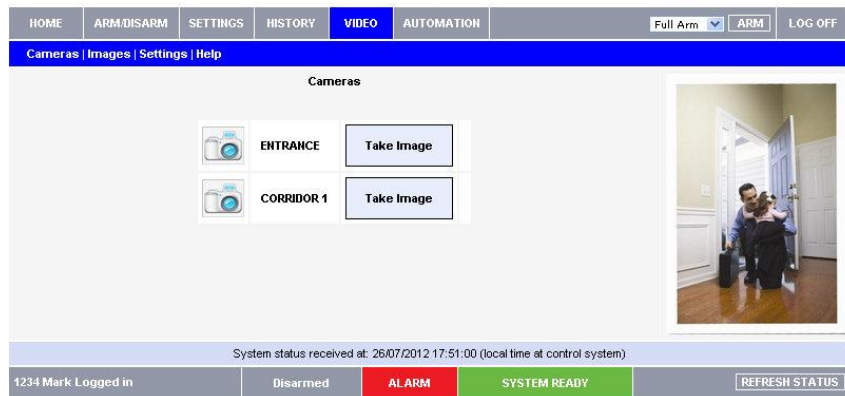 HOME ARM/DISARM SETTINGS HISTORY VIDEO AUTOMATION Full Arm ARM LOG OFF
Cameras | Images | Settings | Help
Cameras
ENTRANCE Take Image
CORRIDOR 1 Take Image
System status received at: 26/07/2012 17:51:00 (local time at control system)
1234 Mark Logged in Disarmed ALARM SYSTEM READY REFRESH STATUS